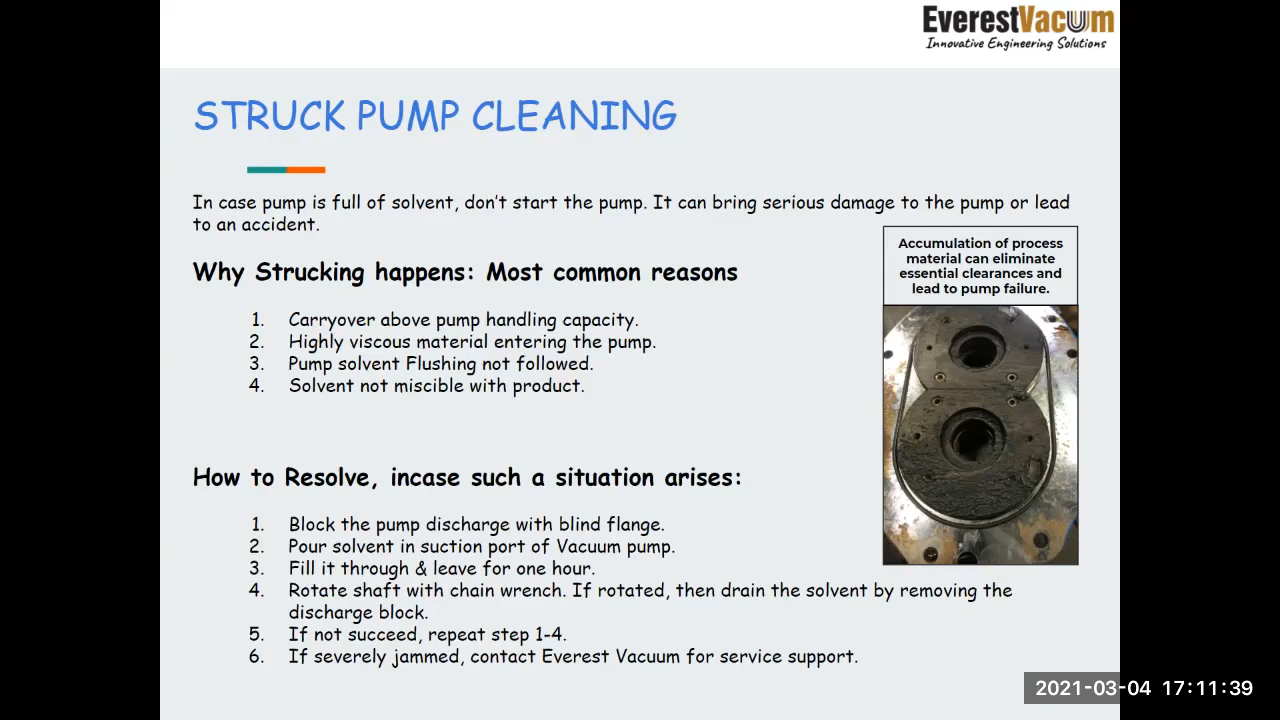 EverestVacuum
Innovative Engineering Solutions
STRUCK PUMP CLEANING
In case pump is full of solvent, don't start the pump. It can bring serious damage to the pump or lead
to an accident.
Accumulation of process
material can eliminate
essential clearances and
lead to pump failure.
Why Strucking happens: Most common reasons
1. Carryover above pump handling capacity.
2. Highly viscous material entering the pump.
3. Pump solvent Flushing not followed.
4. Solvent not miscible with product.
How to Resolve, incase such a situation arises:
1. Block the pump discharge with blind flange.
2. Pour solvent in suction port of Vacuum pump.
3. Fill it through & leave for one hour.
4. Rotate shaft with chain wrench. If rotated, then drain the solvent by removing the
discharge block.
5. If not succeed, repeat step 1-4.
6. If severely jammed, contact Everest Vacuum for service support.
2021-03-04 17:11:39